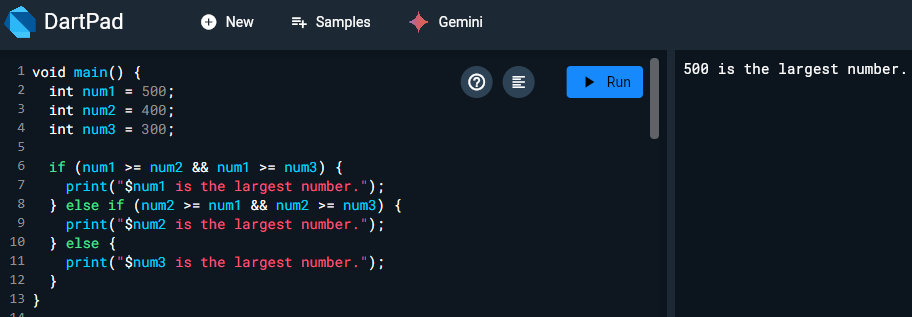 DartPad New Samples Gemini
Run
1 void main() {
2   int num1 = 500;
3   int num2 = 400;
4   int num3 = 300;
5
6   if (num1 >= num2 && num1 >= num3) {
7     print("$num1 is the largest number.");
8   } else if (num2 >= num1 && num2 >= num3) {
9     print("$num2 is the largest number.");
10   } else {
11     print("$num3 is the largest number.");
12   }
13 }
500 is the largest number.